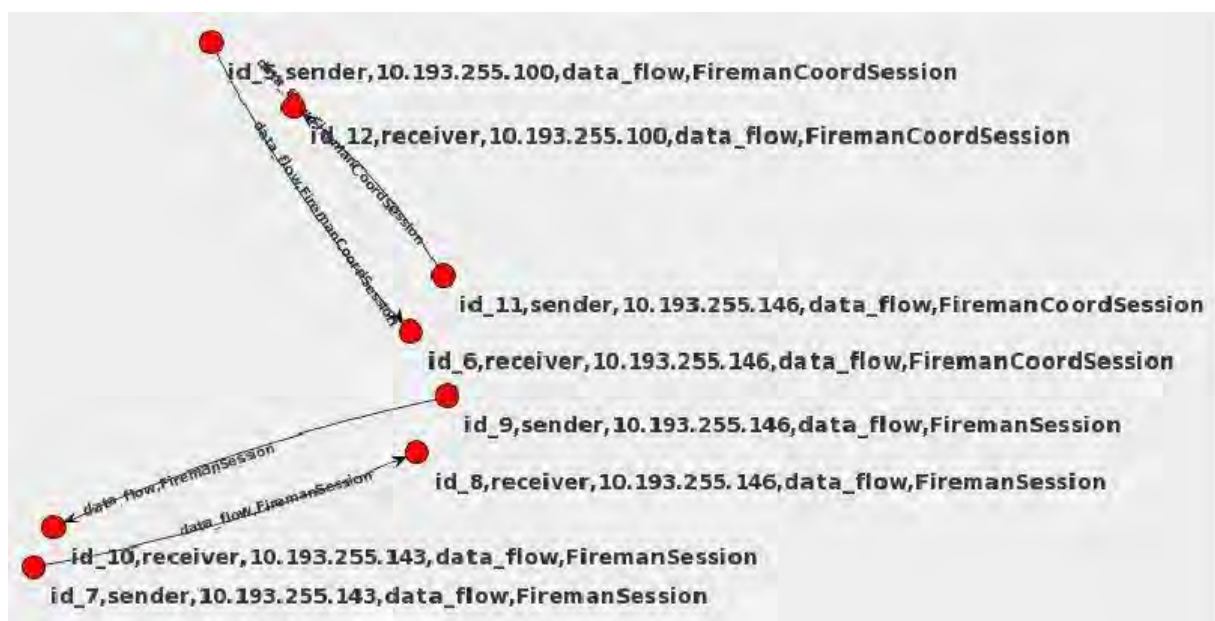 id_5,sender,10.193.255.100,data_flow,FiremanCoordSession
id_12,receiver,10.193.255.100,data_flow,FiremanCoordSession
data_flow,FiremanCoordSession
id_11,sender,10.193.255.146,data_flow,FiremanCoordSession
id_6,receiver,10.193.255.146,data_flow,FiremanCoordSession
id_9,sender,10.193.255.146,data_flow,FiremanSession
data_flow,FiremanSession
id_8,receiver,10.193.255.146,data_flow,FiremanSession
data_flow,FiremanSession
id_10,receiver,10.193.255.143,data_flow,FiremanSession
id_7,sender,10.193.255.143,data_flow,FiremanSession